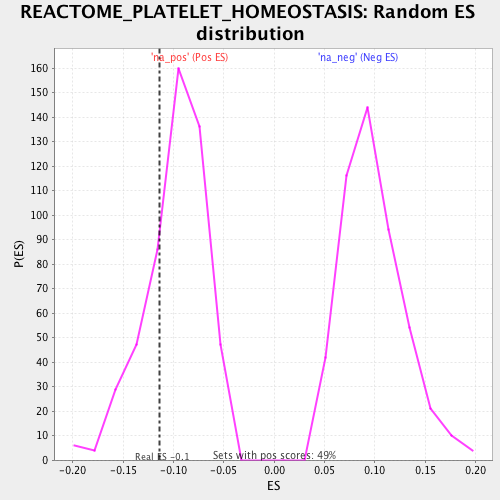 REACTOME_PLATELET_HOMEOSTASIS: Random ES
distribution
'na_pos' (Pos ES)
'na_neg' (Neg ES)
160
150
140
130
120
110
100
90
80
70
60
50
40
30
20
10
0
P(ES)
Real ES -0.1
Sets with pos scores: 49%
-0.20 -0.15 -0.10 -0.05 0.00 0.05 0.10 0.15 0.20
ES